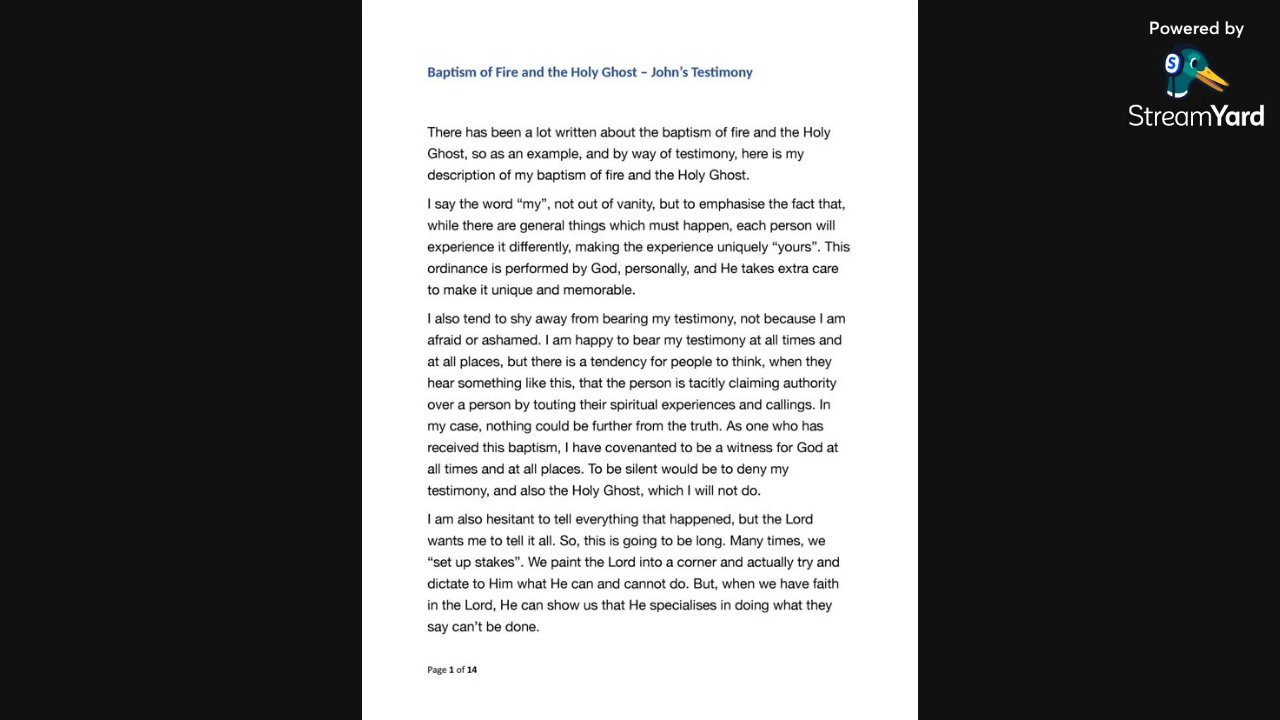 Powered by
S
StreamYard
Baptism of Fire and the Holy Ghost – John’s Testimony
There has been a lot written about the baptism of fire and the Holy
Ghost, so as an example, and by way of testimony, here is my
description of my baptism of fire and the Holy Ghost.
I say the word “my”, not out of vanity, but to emphasise the fact that,
while there are general things which must happen, each person will
experience it differently, making the experience uniquely “yours”. This
ordinance is performed by God, personally, and He takes extra care
to make it unique and memorable.
I also tend to shy away from bearing my testimony, not because I am
afraid or ashamed. I am happy to bear my testimony at all times and
at all places, but there is a tendency for people to think, when they
hear something like this, that the person is tacitly claiming authority
over a person by touting their spiritual experiences and callings. In
my case, nothing could be further from the truth. As one who has
received this baptism, I have covenanted to be a witness for God at
all times and at all places. To be silent would be to deny my
testimony, and also the Holy Ghost, which I will not do.
I am also hesitant to tell everything that happened, but the Lord
wants me to tell it all. So, this is going to be long. Many times, we
“set up stakes”. We paint the Lord into a corner and actually try and
dictate to Him what He can and cannot do. But, when we have faith
in the Lord, He can show us that He specialises in doing what they
say can’t be done.
Page 1 of 14